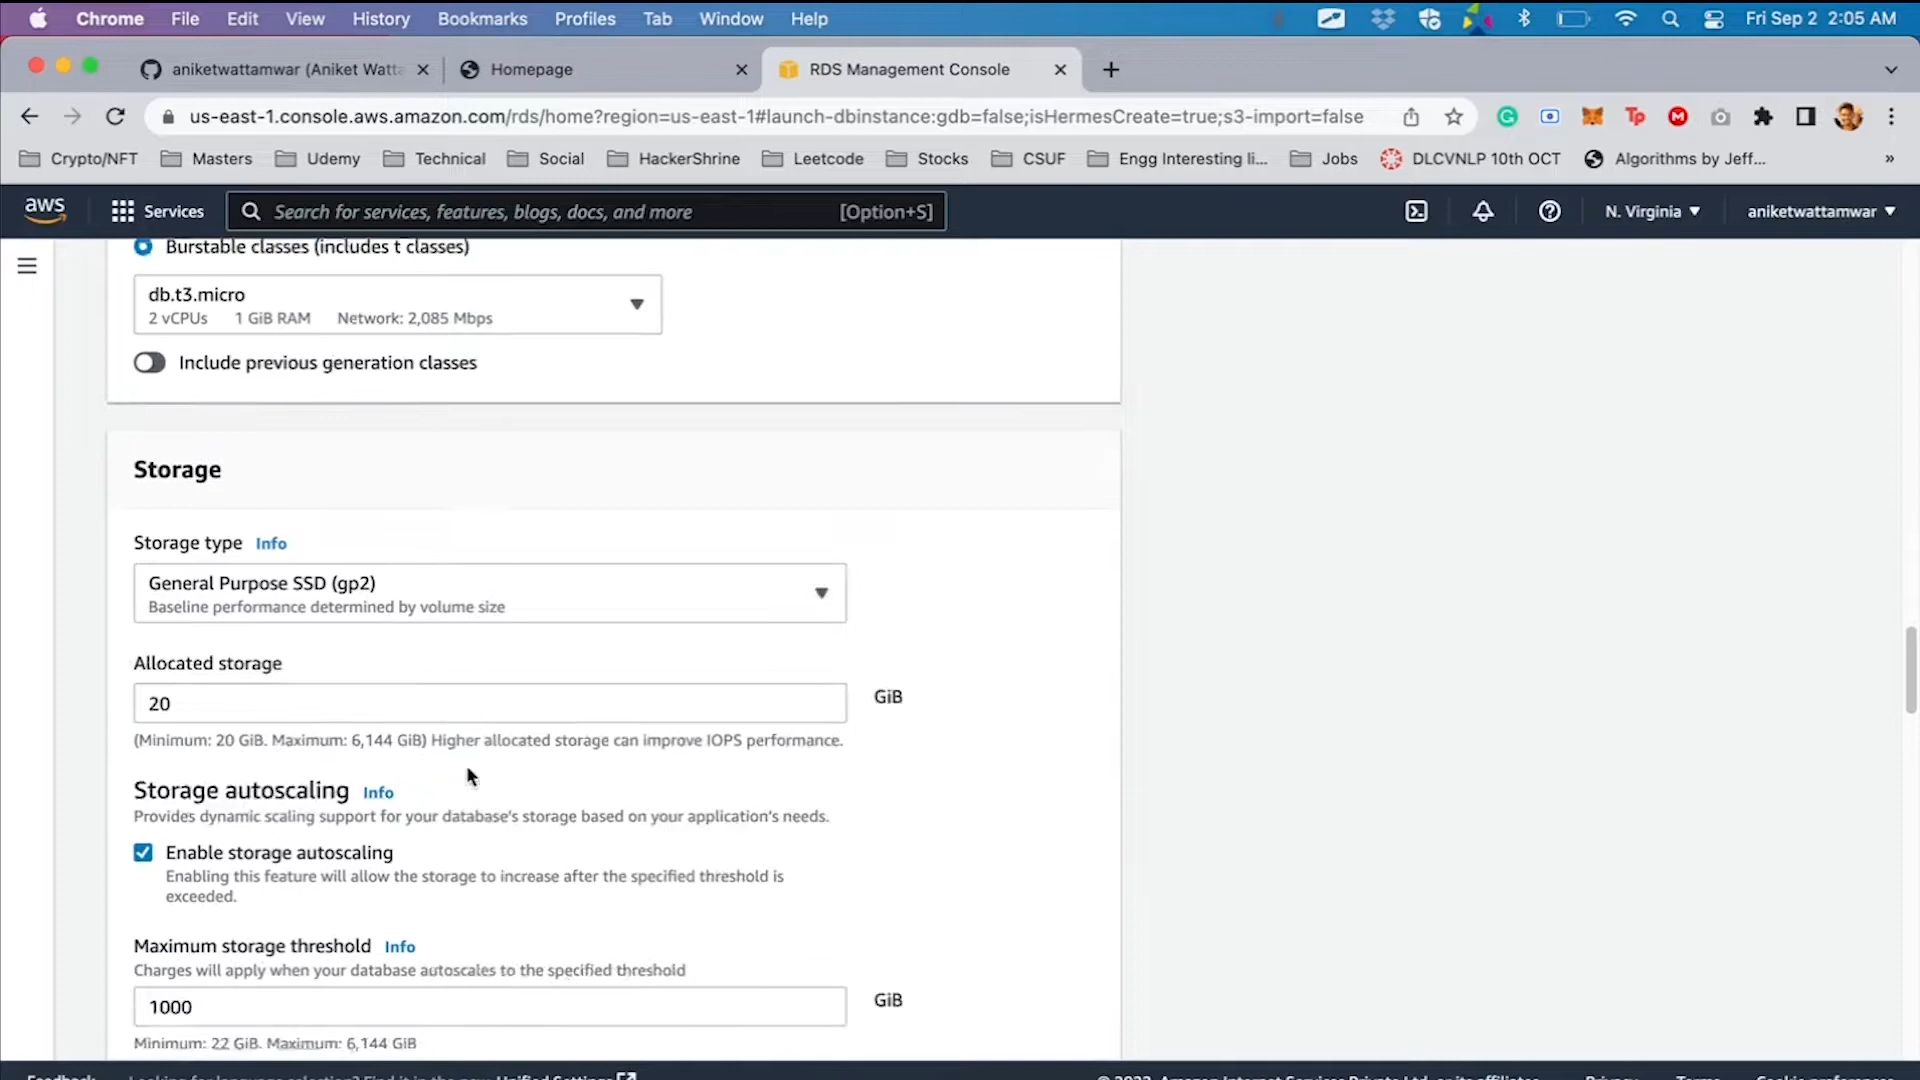 Chrome File Edit View History Bookmarks Profiles Tab Window Help Fri Sep 2 2:05 AM
aniketwattamwar (Aniket Watta Homepage RDS Management Console
us-east-1.console.aws.amazon.com/rds/home?region=us-east-1#launch-dbinstance:gdb=false;isHermesCreate=true;s3-import=false
Crypto/NFT Masters Udemy Technical Social HackerShrine Leetcode Stocks CSUF Engg Interesting li... Jobs DLCVNLP 10th OCT Algorithms by Jeff... »
aws Services Search for services, features, blogs, docs, and more [Option+S] N. Virginia aniketwattamwar
Burstable classes (includes t classes)
db.t3.micro
2 vCPUs 1 GiB RAM Network: 2,085 Mbps
Include previous generation classes
Storage
Storage type Info
General Purpose SSD (gp2)
Baseline performance determined by volume size
Allocated storage
20 GiB
(Minimum: 20 GiB. Maximum: 6,144 GiB) Higher allocated storage can improve IOPS performance.
Storage autoscaling Info
Provides dynamic scaling support for your database's storage based on your application's needs.
Enable storage autoscaling
Enabling this feature will allow the storage to increase after the specified threshold is
exceeded.
Maximum storage threshold Info
Charges will apply when your database autoscales to the specified threshold
1000 GiB
Minimum: 22 GiB. Maximum: 6,144 GiB